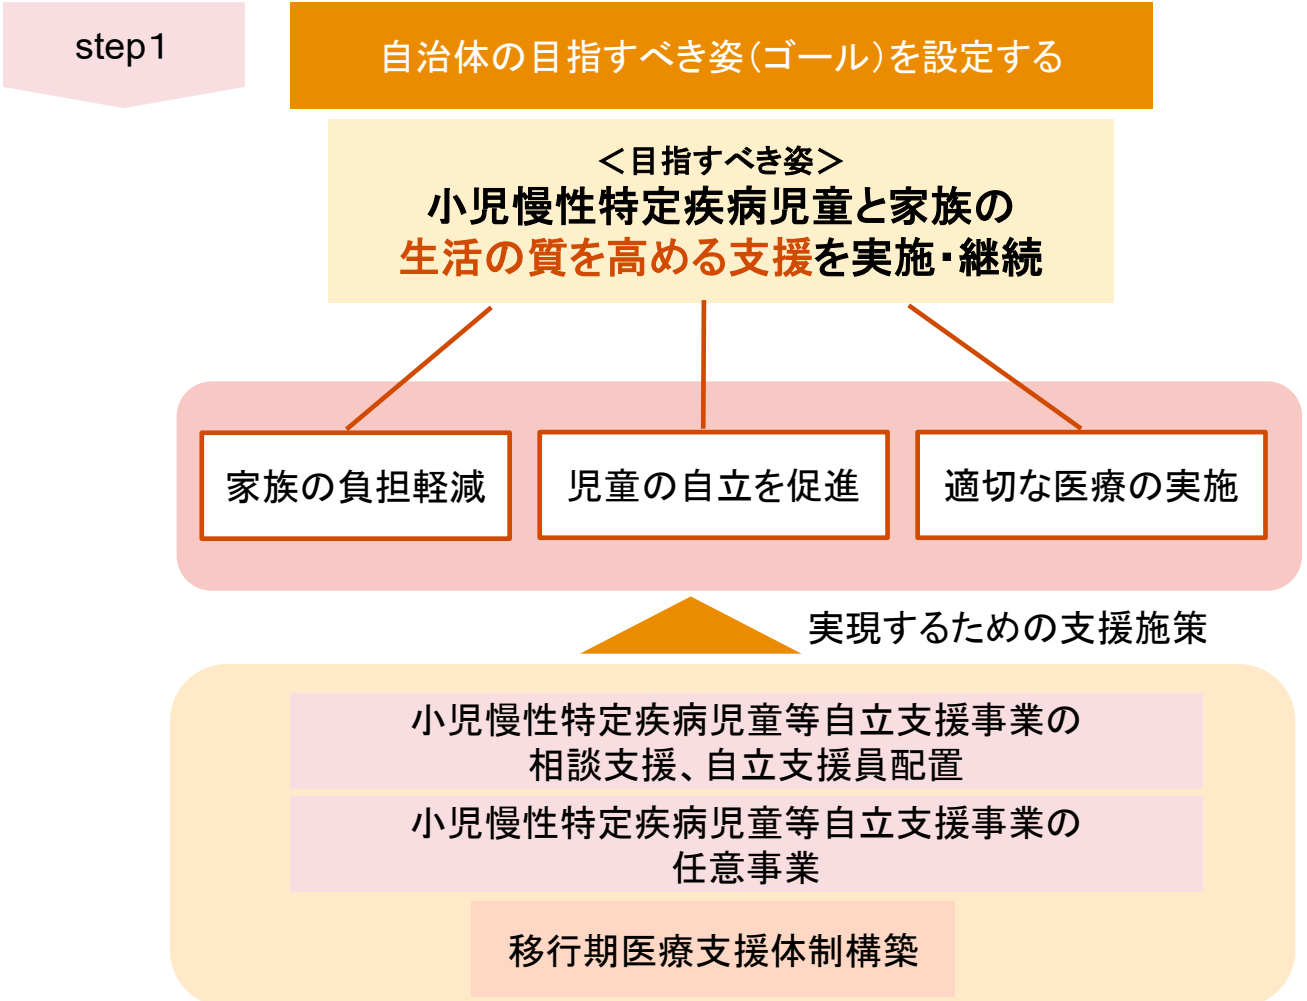 step１
自治体の目指すべき姿（ゴール）を設定する
＜目指すべき姿＞
小児慢性特定疾病児童と家族の
生活の質を高める支援を実施・継続
家族の負担軽減
児童の自立を促進
適切な医療の実施
実現するための支援施策
小児慢性特定疾病児童等自立支援事業の
相談支援、自立支援員配置
小児慢性特定疾病児童等自立支援事業の
任意事業
移行期医療支援体制構築